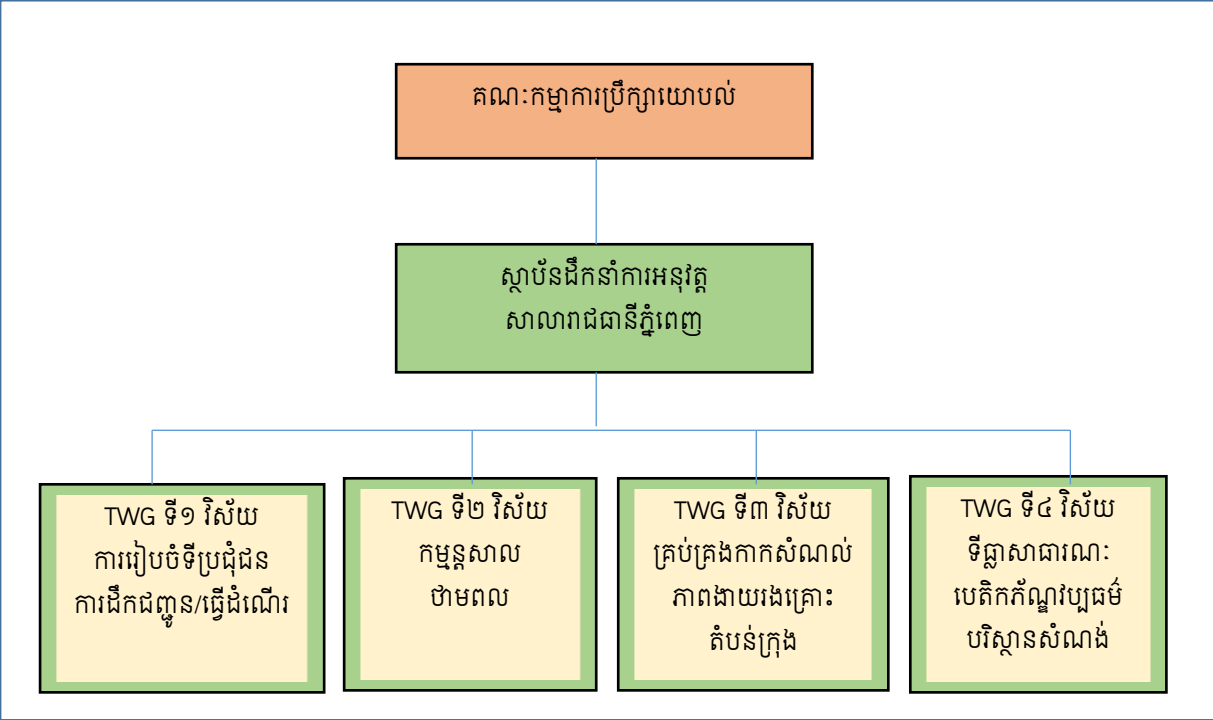 គណៈកម្មាការប្រឹក្សាយោបល់
ស្ថាប័នដឹកនាំការអនុវត្ត
សាលារាជធានីភ្នំពេញ
TWG ទី១ វិស័យ
ការរៀបចំទីប្រជុំជន
ការដឹកជញ្ជូន/ធ្វើដំណើរ
TWG ទី២ វិស័យ
កម្មន្តសាល
ថាមពល
TWG ទី៣ វិស័យ
គ្រប់គ្រងកាកសំណល់
ភាពងាយរងគ្រោះ
តំបន់ក្រុង
TWG ទី៤ វិស័យ
ទីធ្លាសាធារណៈ
បេតិកភ័ណ្ឌវប្បធម៌
បរិស្ថានសំណង់